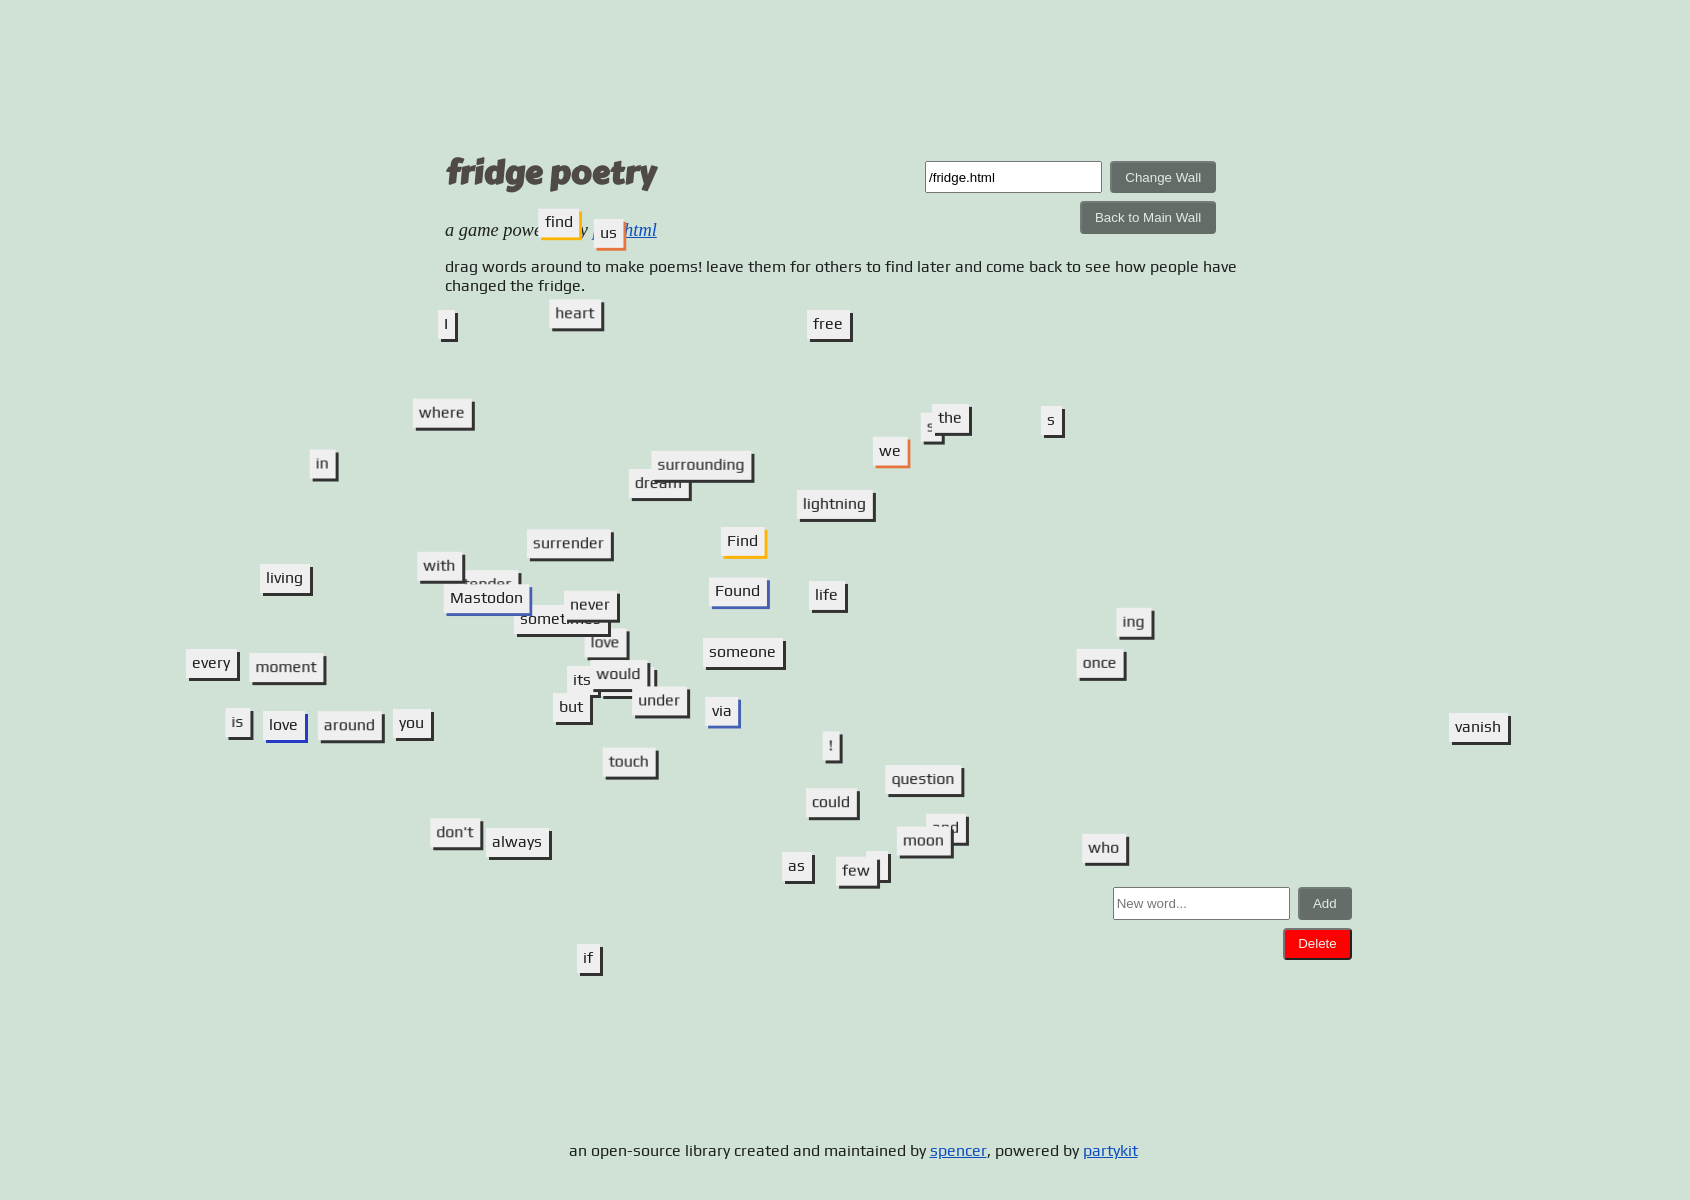 fridge poetry
/fridge.html
Change Wall
Back to Main Wall
find
a game powe y html
us
drag words around to make poems! leave them for others to find later and come back to see how people have
changed the fridge.
I
heart
free
where
the
s
in
we
surrounding
dream
lightning
surrender
Find
with
living
tender
Mastodon
Found
life
never
sometimes
ing
love
someone
every
moment
once
its
would
under
but
via
is
love
around
you
vanish
!
touch
question
could
and
don't
always
moon
who
as
few
New word...
Add
Delete
if
an open-source library created and maintained by spencer, powered by partykit